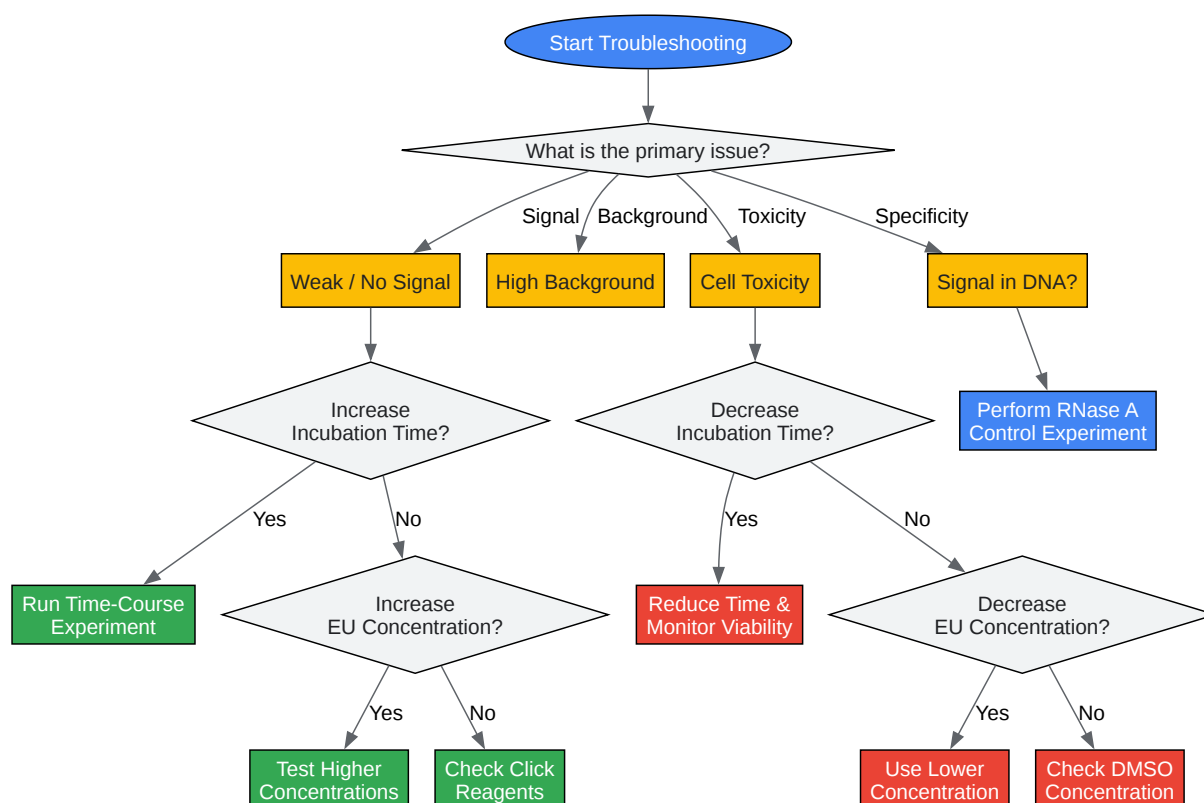 Start Troubleshooting
What is the primary issue?
Signal
Background
Toxicity
Specificity
Weak / No Signal
High Background
Cell Toxicity
Signal in DNA?
Increase
Incubation Time?
Decrease
Incubation Time?
Perform RNase A
Control Experiment
Yes
No
Yes
No
Run Time-Course
Experiment
Increase
EU Concentration?
Reduce Time &
Monitor Viability
Decrease
EU Concentration?
Yes
No
Yes
No
Test Higher
Concentrations
Check Click
Reagents
Use Lower
Concentration
Check DMSO
Concentration